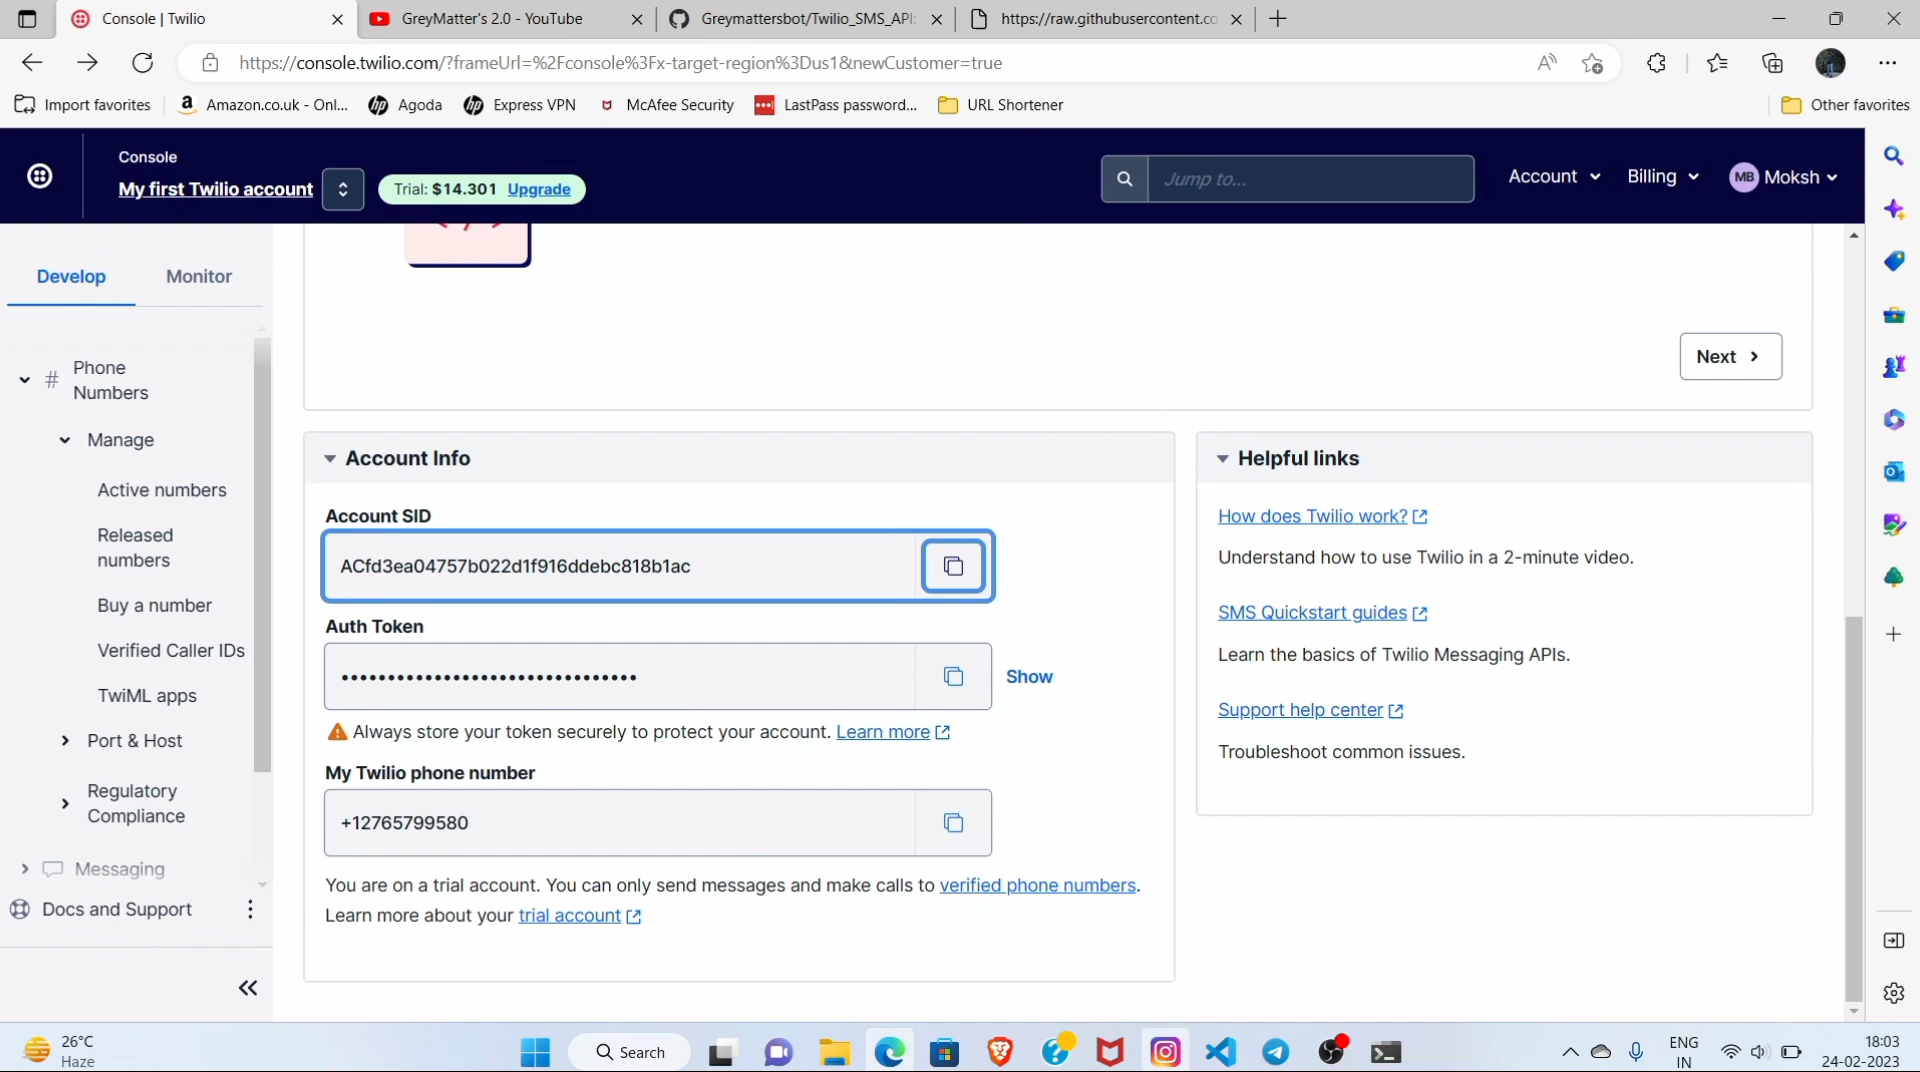 Console | Twilio
GreyMatter's 2.0 - YouTube
Greymattersbot/Twilio_SMS_API:
https://raw.githubusercontent.co
https://console.twilio.com/?frameUrl=%2Fconsole%3Fx-target-region%3Dus1&newCustomer=true
Import favorites
Amazon.co.uk - Onl...
Agoda
Express VPN
McAfee Security
LastPass password...
URL Shortener
Other favorites
Console
My first Twilio account
Trial: $14.301 Upgrade
Jump to...
Account
Billing
MB Moksh
Develop
Monitor
# Phone
Numbers
Manage
Active numbers
Released
numbers
Buy a number
Verified Caller IDs
TwiML apps
Port & Host
Regulatory
Compliance
Messaging
Docs and Support
Next
Account Info
Account SID
ACfd3ea04757b022d1f916ddebc818b1ac
Auth Token
••••••••••••••••••••••••••••••••
Show
Always store your token securely to protect your account. Learn more
My Twilio phone number
+12765799580
You are on a trial account. You can only send messages and make calls to verified phone numbers.
Learn more about your trial account
Helpful links
How does Twilio work?
Understand how to use Twilio in a 2-minute video.
SMS Quickstart guides
Learn the basics of Twilio Messaging APIs.
Support help center
Troubleshoot common issues.
26°C
Haze
Search
ENG
IN
18:03
24-02-2023